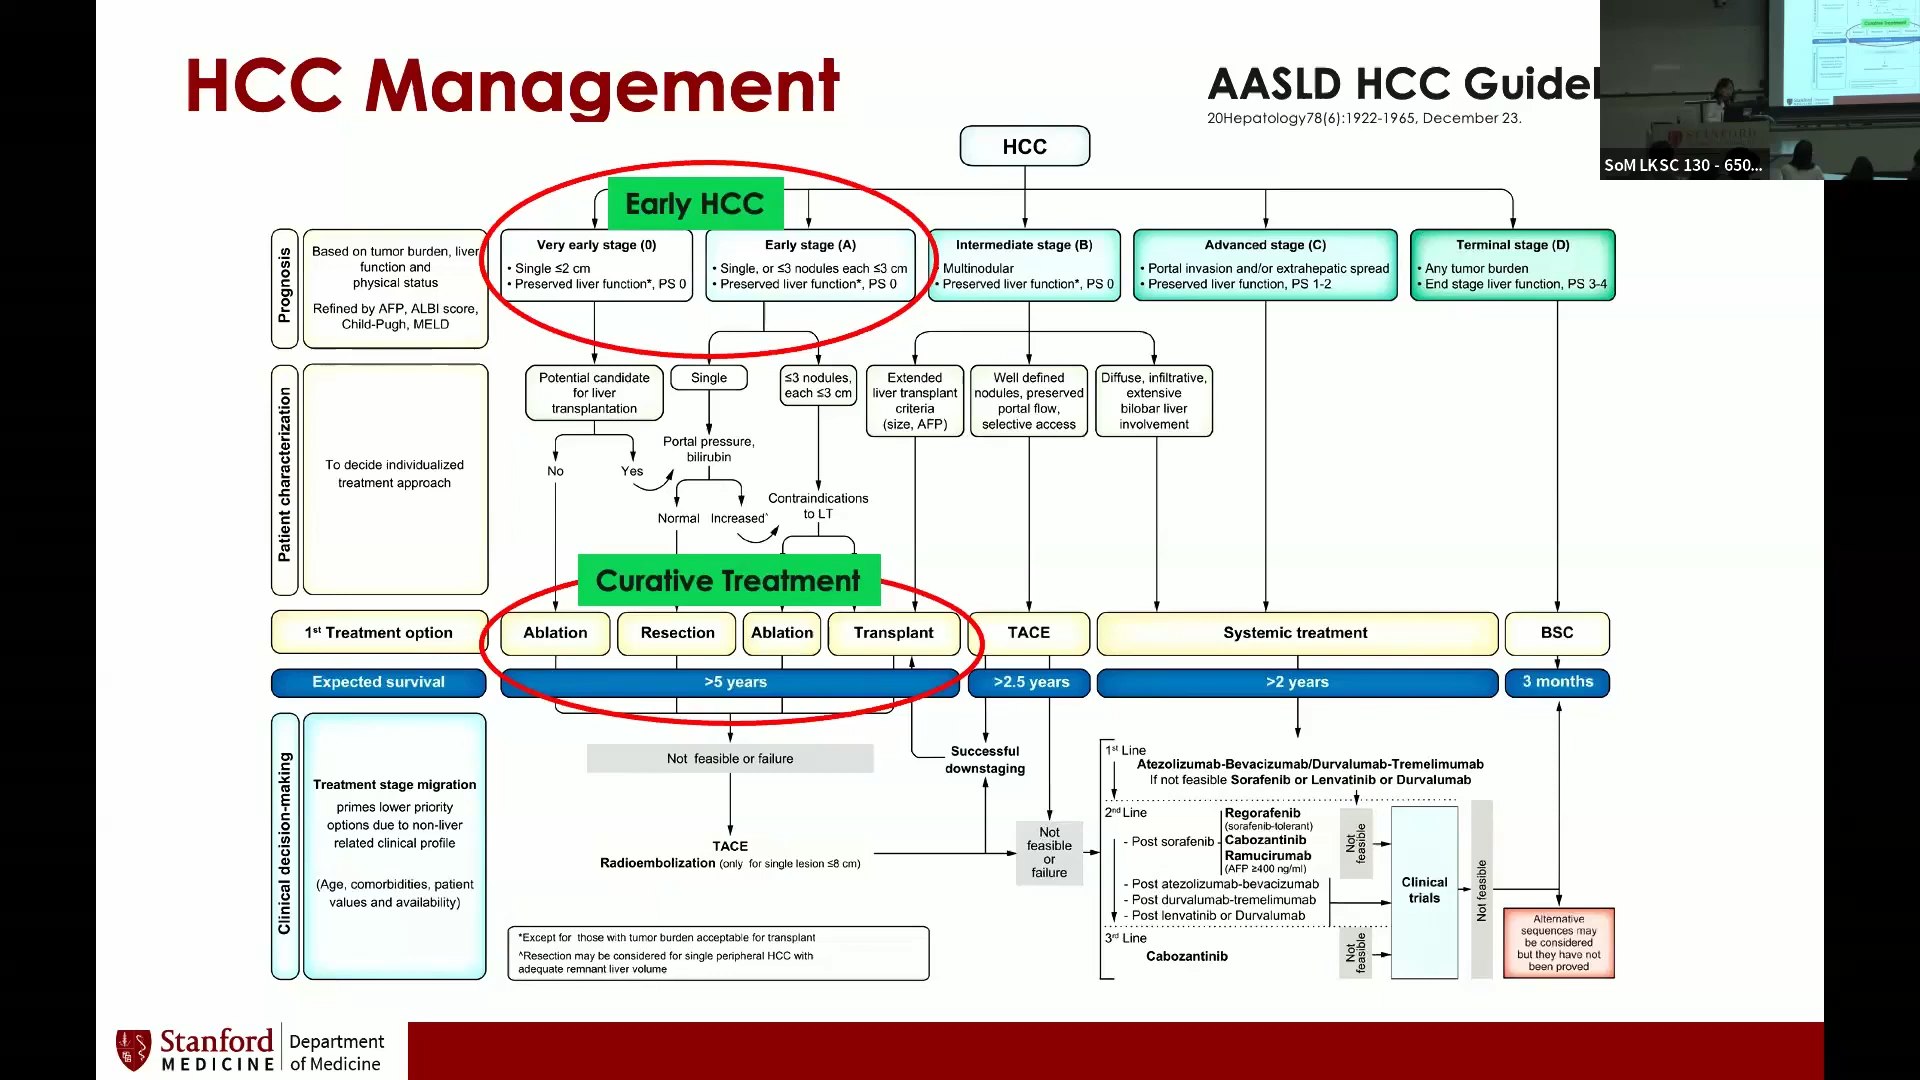 HCC Management
AASLD HCC Guidel
20Hepatology78(6):1922-1965, December 23.
SoM LKSC 130 - 650...
HCC
Early HCC
Prognosis
Based on tumor burden, liver
function and
physical status
Refined by AFP, ALBI score,
Child-Pugh, MELD
Very early stage (0)
• Single ≤2 cm
• Preserved liver function*, PS 0
Early stage (A)
• Single, or ≤3 nodules each ≤3 cm
• Preserved liver function*, PS 0
Intermediate stage (B)
• Multinodular
• Preserved liver function*, PS 0
Advanced stage (C)
• Portal invasion and/or extrahepatic spread
• Preserved liver function, PS 1-2
Terminal stage (D)
• Any tumor burden
• End stage liver function, PS 3-4
Patient characterization
To decide individualized
treatment approach
Potential candidate
for liver
transplantation
Single
≤3 nodules,
each ≤3 cm
Extended
liver transplant
criteria
(size, AFP)
Well defined
nodules, preserved
portal flow,
selective access
Diffuse, infiltrative,
extensive
bilobar liver
involvement
No
Yes
Portal pressure,
bilirubin
Normal
Increased^
Contraindications
to LT
Curative Treatment
1st Treatment option
Ablation
Resection
Ablation
Transplant
TACE
Systemic treatment
BSC
Expected survival
>5 years
>2.5 years
>2 years
3 months
Clinical decision-making
Treatment stage migration
primes lower priority
options due to non-liver
related clinical profile
(Age, comorbidities, patient
values and availability)
Not feasible or failure
Successful
downstaging
TACE
Radioembolization (only for single lesion ≤8 cm)
Not
feasible
or
failure
1st Line
Atezolizumab-Bevacizumab/Durvalumab-Tremelimumab
If not feasible Sorafenib or Lenvatinib or Durvalumab
2nd Line
- Post sorafenib
Regorafenib
(sorafenib-tolerant)
Cabozantinib
Ramucirumab
(AFP ≥400 ng/ml)
- Post atezolizumab-bevacizumab
- Post durvalumab-tremelimumab
- Post lenvatinib or Durvalumab
3rd Line
Cabozantinib
Not
feasible
Not
feasible
Clinical
trials
Not feasible
Alternative
sequences may
be considered
but they have not
been proved
*Except for those with tumor burden acceptable for transplant
^Resection may be considered for single peripheral HCC with
adequate remnant liver volume
Stanford
MEDICINE
Department
of Medicine
Curative Treatment
STANFORD